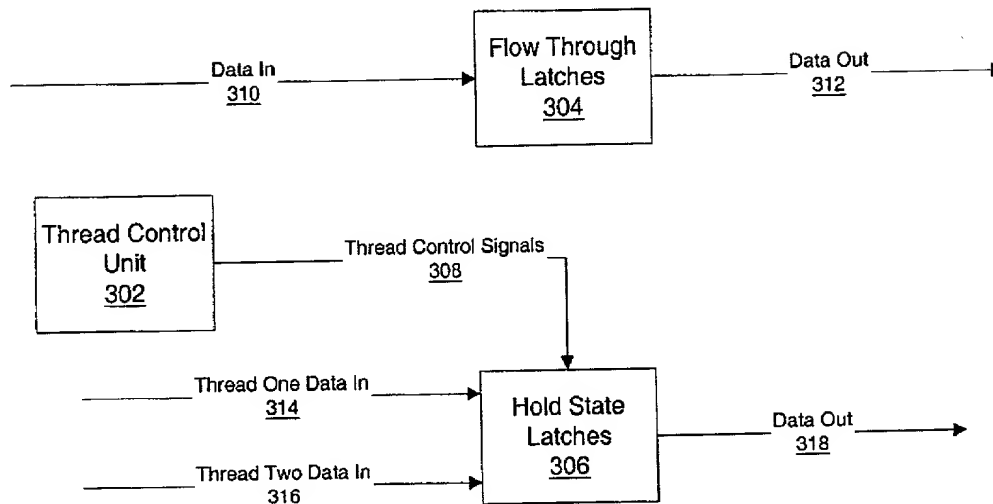 Flow Through
Latches
304
Data In
310
Data Out
312
Thread Control
Unit
302
Thread Control Signals
308
Thread One Data In
314
Hold State
Latches
306
Data Out
318
Thread Two Data In
316